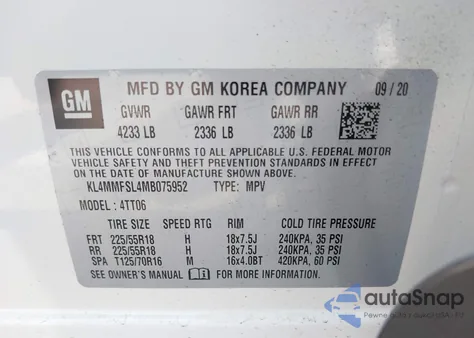 GM
MFD BY GM KOREA COMPANY 09 / 20
GVWR GAWR FRT GAWR RR
4233 LB 2336 LB 2336 LB
THIS VEHICLE CONFORMS TO ALL APPLICABLE U.S. FEDERAL MOTOR
VEHICLE SAFETY AND THEFT PREVENTION STANDARDS IN EFFECT
ON THE DATE OF MANUFACTURE SHOWN ABOVE.
KL4MMFSL4MB075952 TYPE: MPV
MODEL: 4TT06
TIRE SIZE SPEED RTG RIM COLD TIRE PRESSURE
FRT 225/55R18 H 18x7.5J 240KPA, 35 PSI
RR 225/55R18 H 18x7.5J 240KPA, 35 PSI
SPA T125/70R16 M 16x4.0BT 420KPA, 60 PSI
SEE OWNER'S MANUAL FOR MORE INFORMATION.
autoSnap
Pewne auto z